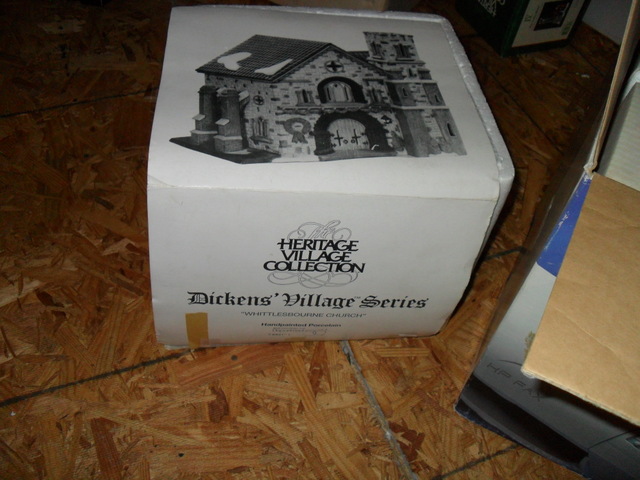 The
HERITAGE
VILLAGE
COLLECTION
Dickens' Village Series
"WHITTLESBOURNE CHURCH"
Handpainted Porcelain